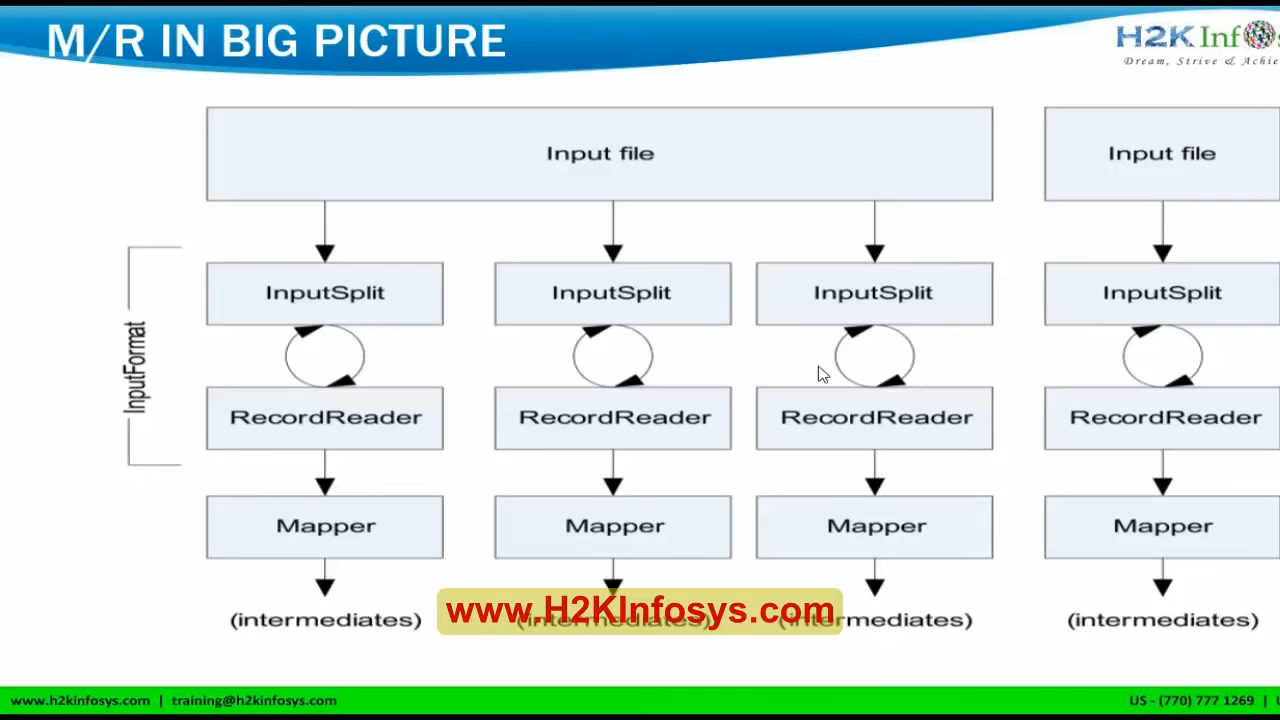 M/R IN BIG PICTURE
H2K Inf
Dream, Strive & Achie
Input file
Input file
InputFormat
InputSplit
InputSplit
InputSplit
InputSplit
RecordReader
RecordReader
RecordReader
RecordReader
Mapper
Mapper
Mapper
Mapper
(intermediates)
(intermediates)
(intermediates)
(intermediates)
www.H2KInfosys.com
www.h2kinfosys.com | training@h2kinfosys.com
US - (770) 777 1269 |